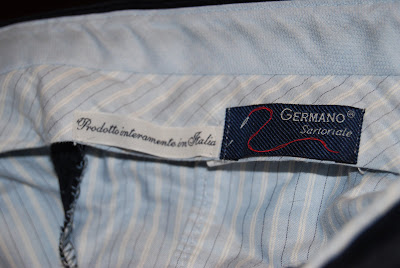 Prodotto interamente in Italia
GERMANO®
Sartoriale